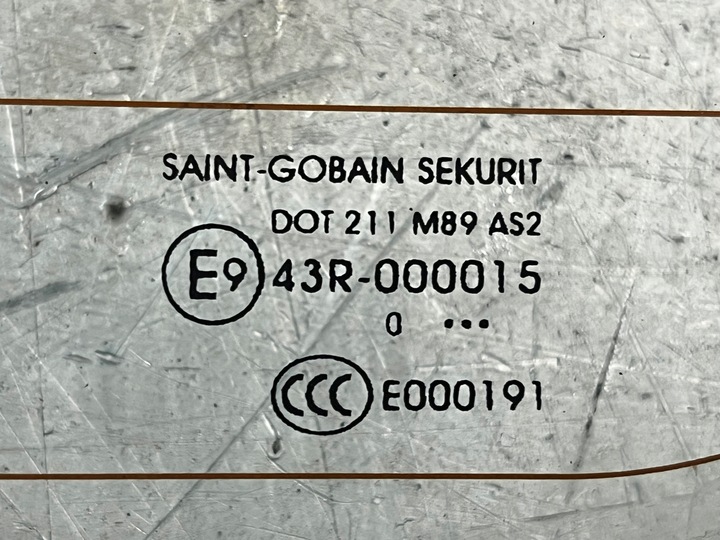 SAINT-GOBAIN SEKURIT
DOT 211 M89 AS2
E9 43R-000015
0 •••
CCC E000191